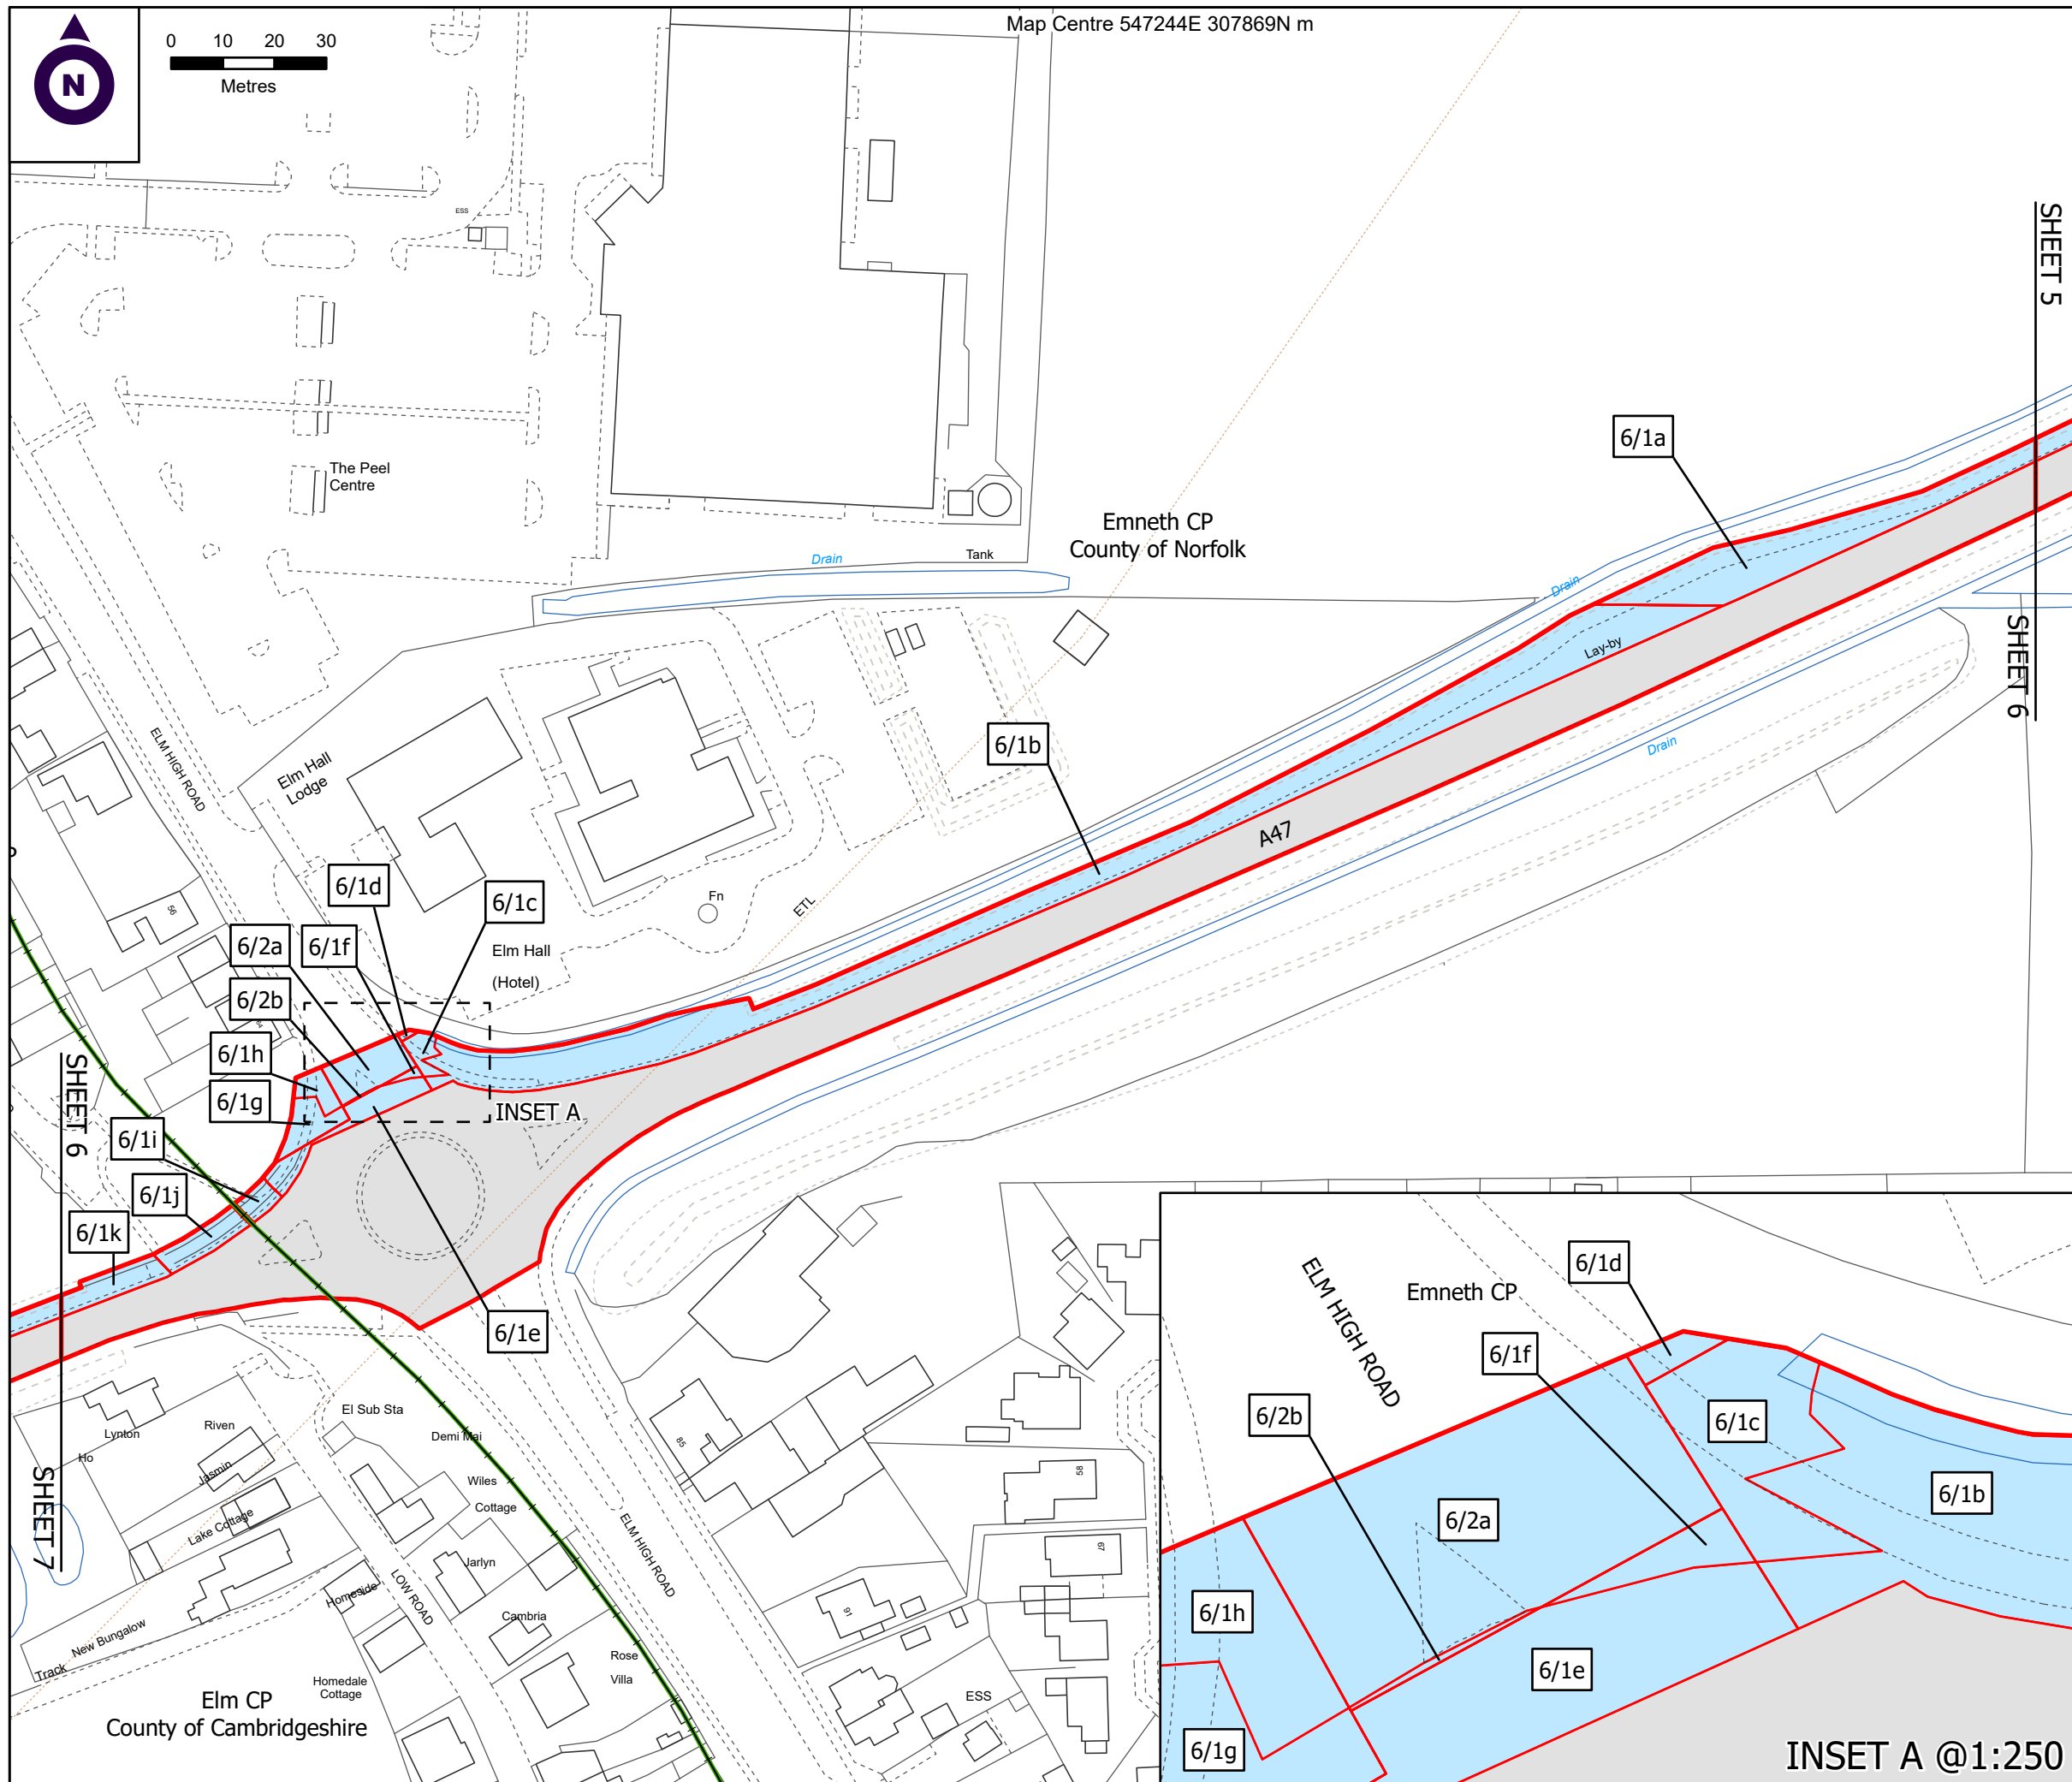 Map Centre 547244E 307869N m
N
0 10 20 30
Metres
ESS
SHEET 5
SHEET 6
6/1a
The Peel
Centre
Emneth CP
County of Norfolk
Drain
Tank
Drain
Lay-by
Drain
6/1b
A47
ELM HIGH ROAD
Elm Hall
Lodge
56
6/1d
6/1c
Fn
ETL
6/2a
6/1f
Elm Hall
(Hotel)
6/2b
6/1h
6/1g
INSET A
SHEET 6
6/1i
6/1j
6/1k
6/1e
SHEET 7
Lynton
Ho
Riven
Jasmin
Lake Cottage
El Sub Sta
Demi Mai
Wiles
Cottage
Jarlyn
Homeside
LOW ROAD
ELM HIGH ROAD
Cambria
Rose
Villa
New Bungalow
Track
Homedale
Cottage
Elm CP
County of Cambridgeshire
85
58
67
91
ESS
ELM HIGH ROAD
Emneth CP
6/1d
6/1f
6/2b
6/1c
6/1b
6/2a
6/1h
6/1e
6/1g
INSET A @1:250